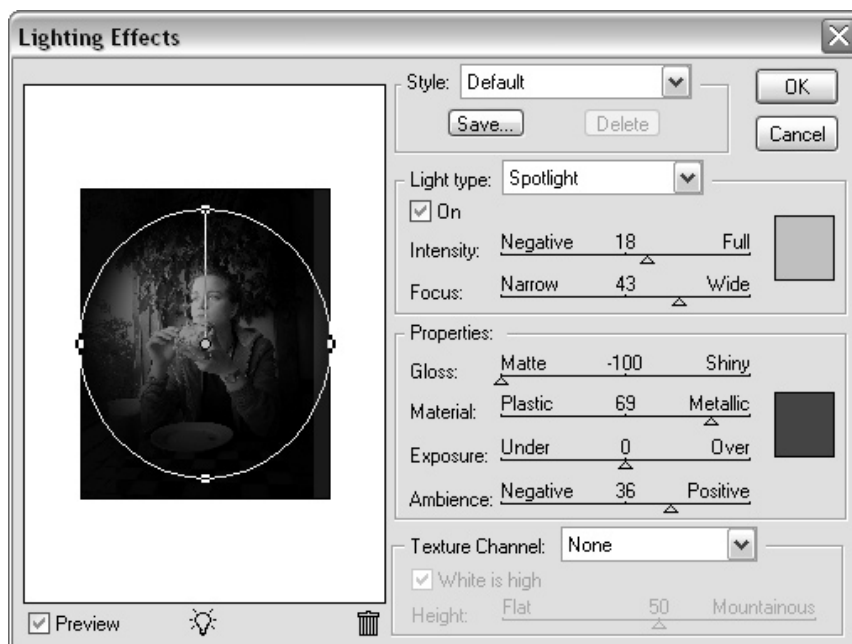 Lighting Effects
Style: Default
OK
Save... Delete
Cancel
Light type: Spotlight
On
Intensity: Negative 18 Full
Focus: Narrow 43 Wide
Properties:
Gloss: Matte -100 Shiny
Material: Plastic 69 Metallic
Exposure: Under 0 Over
Ambience: Negative 36 Positive
Texture Channel: None
White is high
Height: Flat 50 Mountainous
Preview